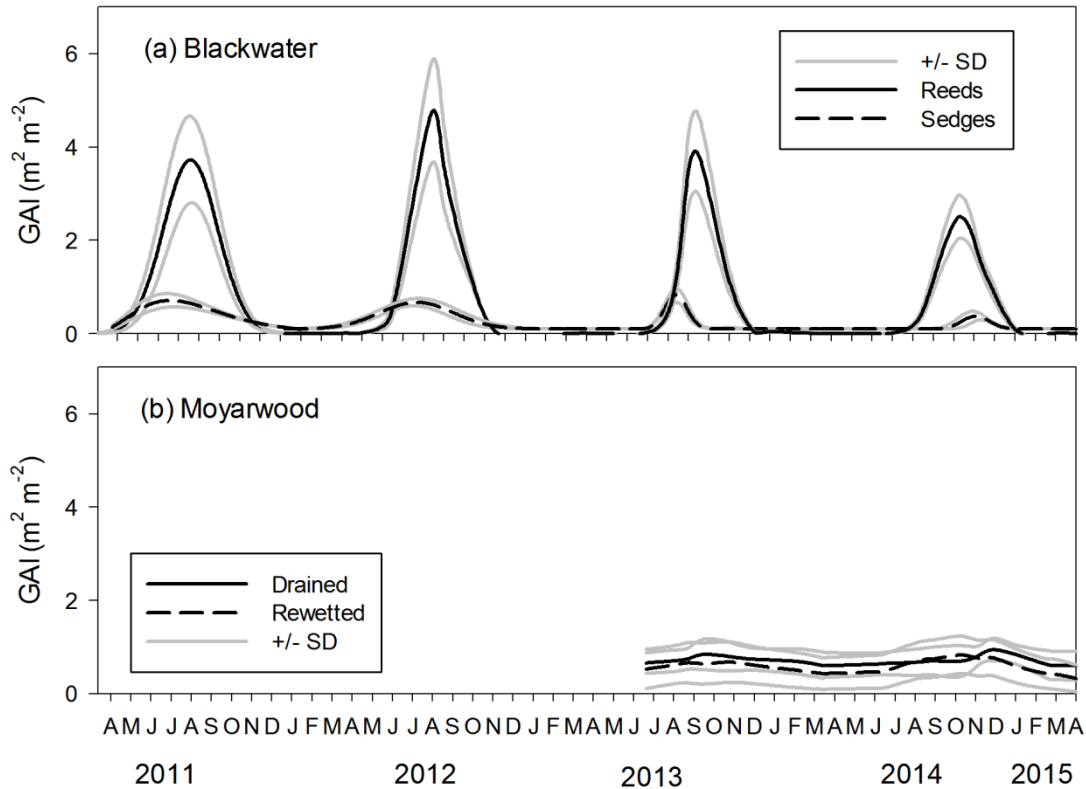 (a) Blackwater
+/- SD
Reeds
Sedges
GAI (m² m⁻²)
6
4
2
0
(b) Moyarwood
Drained
Rewetted
+/- SD
GAI (m² m⁻²)
6
4
2
0
A M J J A S O N D J F M A M J J A S O N D J F M A M J J A S O N D J F M A M J J A S O N D J F M A
2011 2012 2013 2014 2015